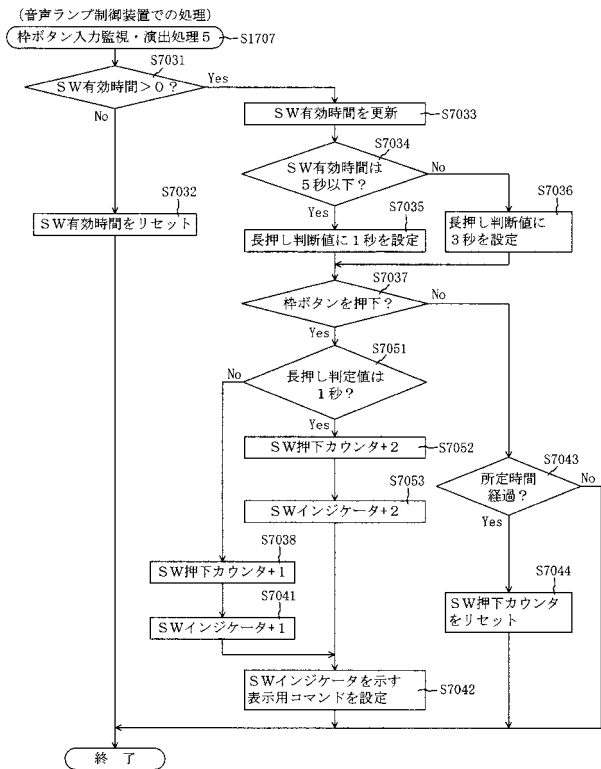 (音声ランプ制御装置での処理)
枠ボタン入力監視・演出処理5
S1707
S7031
SW有効時間>0?
Yes
No
SW有効時間を更新
S7033
S7034
SW有効時間は
5秒以下?
No
Yes
S7032
SW有効時間をリセット
S7035
長押し判断値に1秒を設定
S7036
長押し判断値に
3秒を設定
S7037
枠ボタンを押下?
No
Yes
S7051
長押し判定値は
1秒?
No
Yes
SW押下カウンタ+2
S7052
S7053
SWインジケータ+2
S7043
所定時間
経過?
No
Yes
S7038
SW押下カウンタ+1
S7041
SWインジケータ+1
S7044
SW押下カウンタ
をリセット
SWインジケータを示す
表示用コマンドを設定
S7042
終了